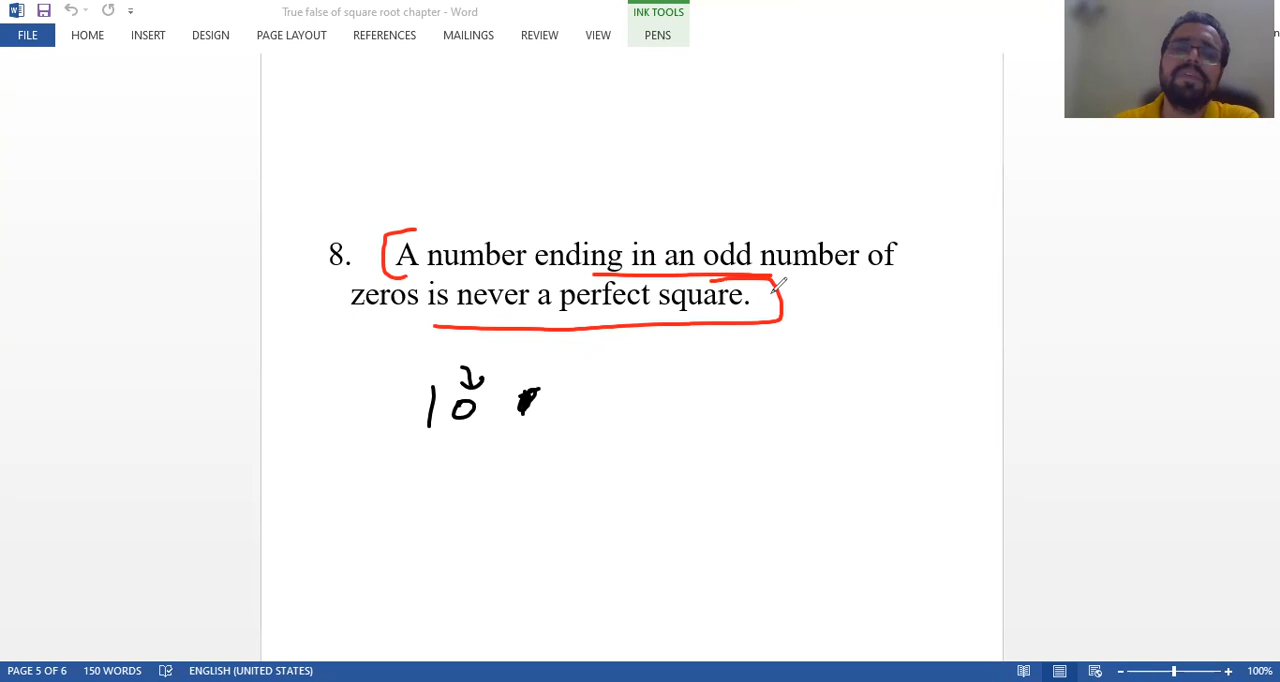 True false of square root chapter - Word
INK TOOLS
FILE HOME INSERT DESIGN PAGE LAYOUT REFERENCES MAILINGS REVIEW VIEW PENS
8. A number ending in an odd number of
zeros is never a perfect square.
10
PAGE 5 OF 6 150 WORDS ENGLISH (UNITED STATES) 100%